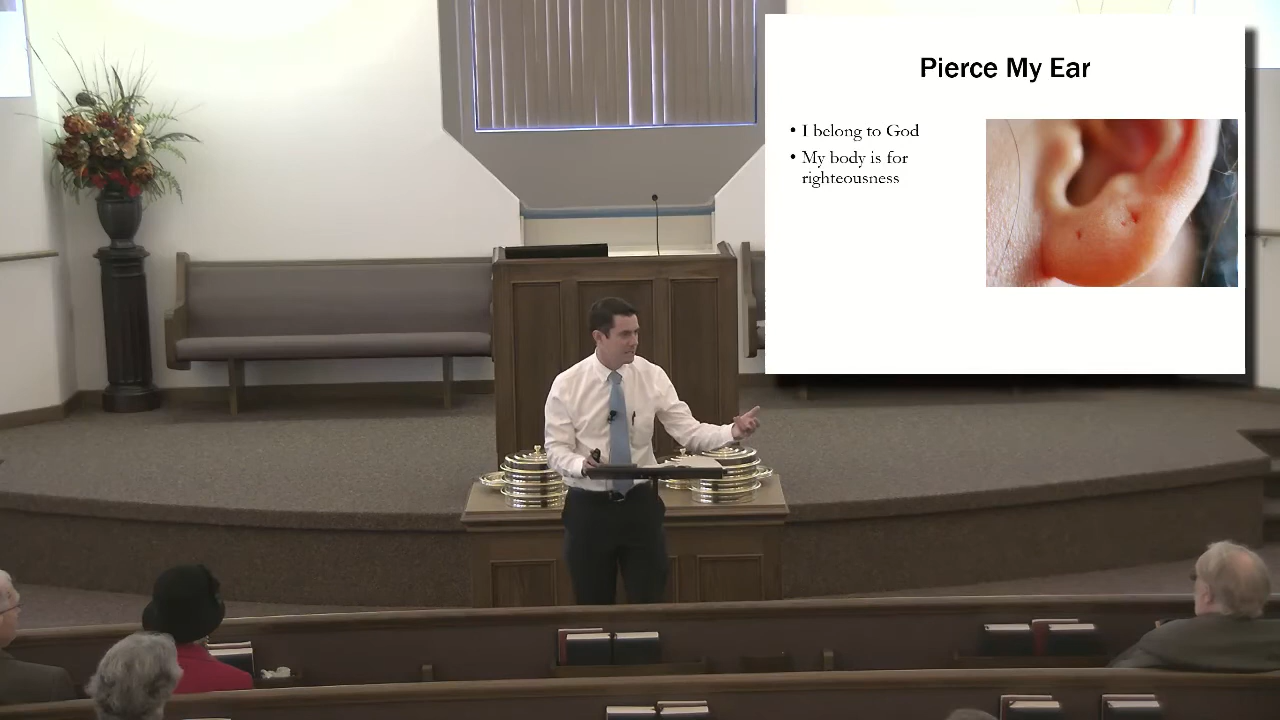 Pierce My Ear
• I belong to God
• My body is for
righteousness